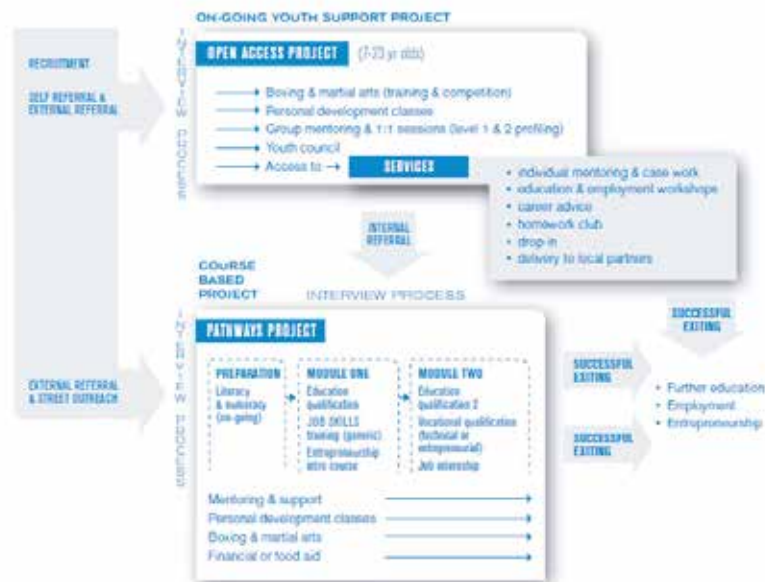 ON-GOING YOUTH SUPPORT PROJECT
RECRUITMENT
SELF REFERRAL &
EXTERNAL REFERRAL
INTERVIEW PROCESS
OPEN ACCESS PROJECT
Boxing & martial arts (training & competition)
Personal development classes
Group mentoring & 1:1 sessions (level 1 & 2 profiling)
Youth council
Access to →
SERVICES
• individual mentoring & case work
• education & employment workshops
• career advice
• homework club
• drop in
• delivery to local partners
INTERNAL
REFERRAL
COURSE
BASED
PROJECT
INTERVIEW PROCESS
INTERVIEW PROCESS
EXTERNAL REFERRAL
& STREET OUTREACH
PATHWAYS PROJECT
PREPARATION
Literacy
& numeracy
(on-going)
MODULE ONE
Education
qualification
JOB SKILLS
training (generic)
Entrepreneurship
intro course
MODULE TWO
Education
qualification 2
Vocational qualification
(technical or
entrepreneurial)
Job internship
Mentoring & support
Personal development classes
Boxing & martial arts
Financial or food aid
SUCCESSFUL
EXITING
SUCCESSFUL
EXITING
SUCCESSFUL
EXITING
• Further education
• Employment
• Entrepreneurship